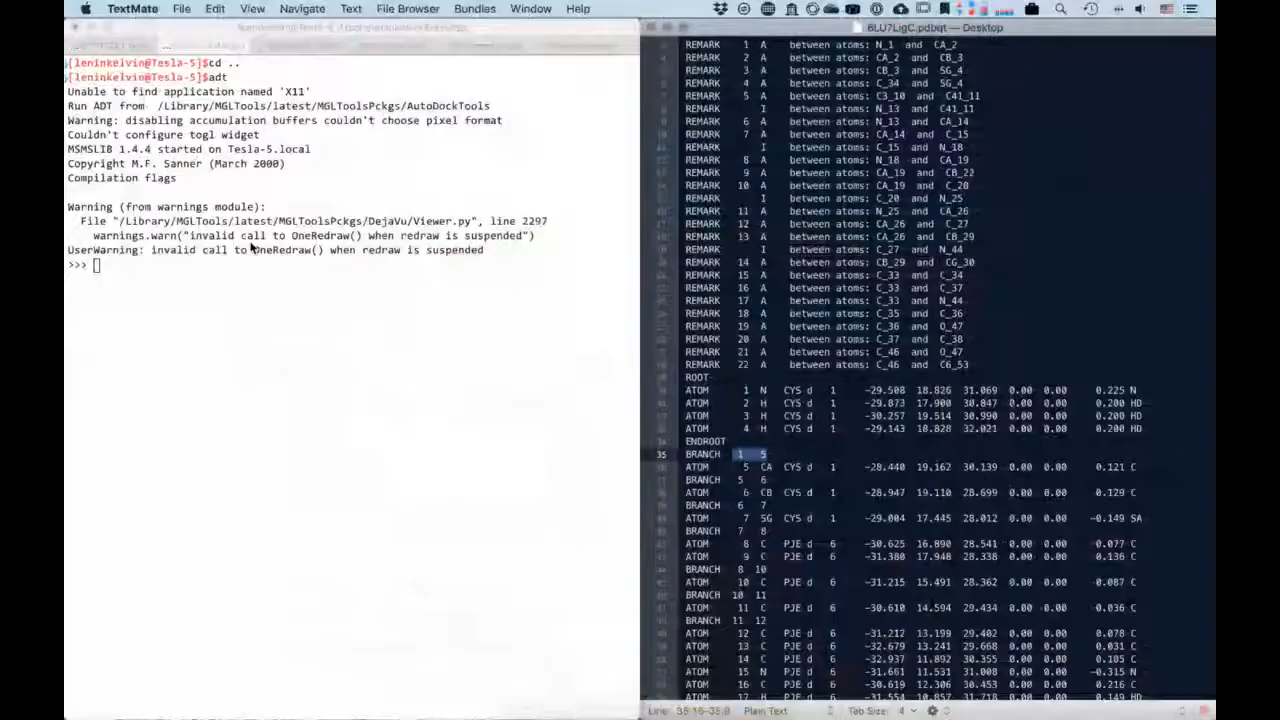 TextMate File Edit View Navigate Text File Browser Bundles Window Help
[leninkelvin@Tesla-5]$cd ..
[leninkelvin@Tesla-5]$adt
Unable to find application named 'X11'
Run ADT from /Library/MGLTools/latest/MGLToolsPckgs/AutoDockTools
Warning: disabling accumulation buffers couldn't choose pixel format
Couldn't configure togl widget
MSMSLIB 1.4.4 started on Tesla-5.local
Copyright M.F. Sanner (March 2000)
Compilation flags
Warning (from warnings module):
File "/Library/MGLTools/latest/MGLToolsPckgs/DejaVu/Viewer.py", line 2297
warnings.warn("invalid call to OneRedraw() when redraw is suspended")
UserWarning: invalid call to OneRedraw() when redraw is suspended
>>>
6LU7LigC.pdbqt — Desktop
REMARK 1 A between atoms: N_1 and CA_2
REMARK 2 A between atoms: CA_2 and CB_3
REMARK 3 A between atoms: CB_3 and SG_4
REMARK 4 A between atoms: C_34 and SG_4
REMARK 5 A between atoms: C3_10 and C41_11
REMARK I between atoms: N_13 and C41_11
REMARK 6 A between atoms: N_13 and CA_14
REMARK 7 A between atoms: CA_14 and C_15
REMARK I between atoms: C_15 and N_18
REMARK 8 A between atoms: N_18 and CA_19
REMARK 9 A between atoms: CA_19 and CB_22
REMARK 10 A between atoms: CA_19 and C_20
REMARK I between atoms: C_20 and N_25
REMARK 11 A between atoms: N_25 and CA_26
REMARK 12 A between atoms: CA_26 and C_27
REMARK 13 A between atoms: CA_26 and CB_29
REMARK I between atoms: C_27 and N_44
REMARK 14 A between atoms: CB_29 and CG_30
REMARK 15 A between atoms: C_33 and C_34
REMARK 16 A between atoms: C_33 and C_37
REMARK 17 A between atoms: C_33 and N_44
REMARK 18 A between atoms: C_35 and C_36
REMARK 19 A between atoms: C_36 and O_47
REMARK 20 A between atoms: C_37 and C_38
REMARK 21 A between atoms: C_46 and O_47
REMARK 22 A between atoms: C_46 and C6_53
ROOT
ATOM 1 N CYS d 1 -29.508 18.826 31.069 0.00 0.00 0.225 N
ATOM 2 H CYS d 1 -29.873 17.900 30.847 0.00 0.00 0.200 HD
ATOM 3 H CYS d 1 -30.257 19.514 30.990 0.00 0.00 0.200 HD
ATOM 4 H CYS d 1 -29.143 18.828 32.021 0.00 0.00 0.200 HD
ENDROOT
35 BRANCH 1 5
ATOM 5 CA CYS d 1 -28.440 19.162 30.139 0.00 0.00 0.121 C
BRANCH 5 6
ATOM 6 CB CYS d 1 -28.947 19.110 28.699 0.00 0.00 0.129 C
BRANCH 6 7
ATOM 7 SG CYS d 1 -29.004 17.445 28.012 0.00 0.00 -0.149 SA
BRANCH 7 8
ATOM 8 C PJE d 6 -30.625 16.890 28.541 0.00 0.00 -0.077 C
ATOM 9 C PJE d 6 -31.380 17.948 28.338 0.00 0.00 0.136 C
BRANCH 8 10
ATOM 10 C PJE d 6 -31.215 15.491 28.362 0.00 0.00 -0.087 C
BRANCH 10 11
ATOM 11 C PJE d 6 -30.610 14.594 29.434 0.00 0.00 0.036 C
BRANCH 11 12
ATOM 12 C PJE d 6 -31.212 13.199 29.402 0.00 0.00 0.078 C
ATOM 13 C PJE d 6 -32.679 13.241 29.668 0.00 0.00 0.031 C
ATOM 14 C PJE d 6 -32.937 11.892 30.355 0.00 0.00 0.105 C
ATOM 15 N PJE d 6 -31.661 11.531 31.008 0.00 0.00 -0.315 N
ATOM 16 C PJE d 6 -30.619 12.306 30.453 0.00 0.00 0.216 C
ATOM 17 H PJE d 6 -31.554 10.857 31.718 0.00 0.00 0.149 HD
Line: 35:16-35:9 Plain Text Tab Size: 4